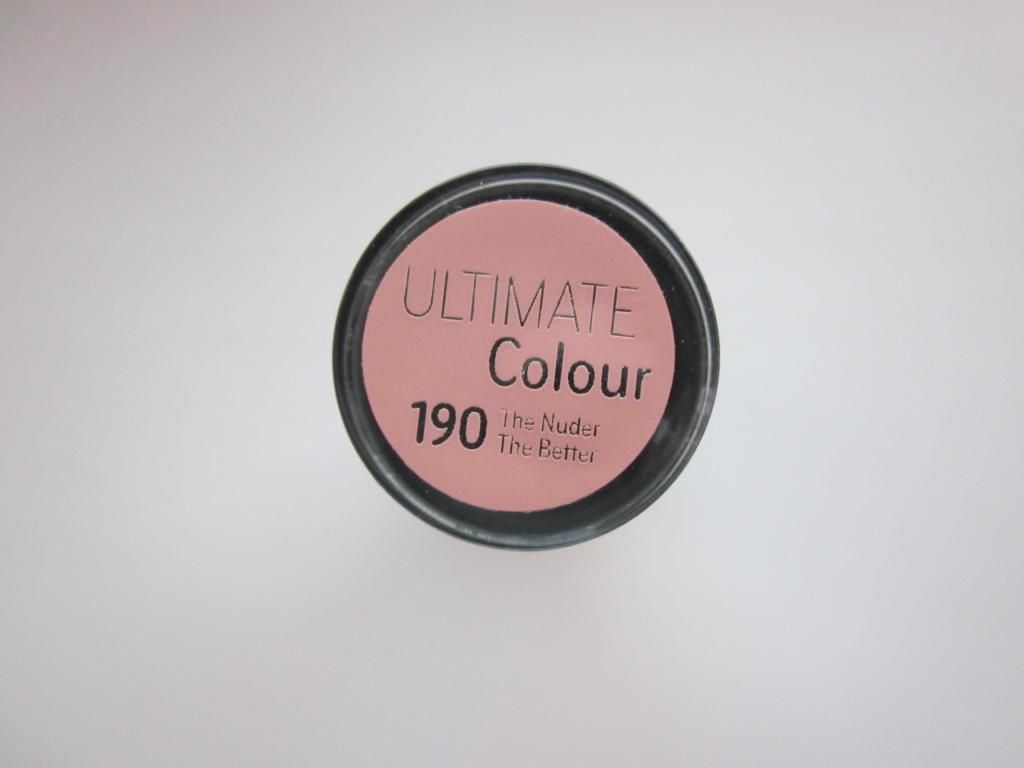 ULTIMATE
Colour
190 The Nuder
The Better